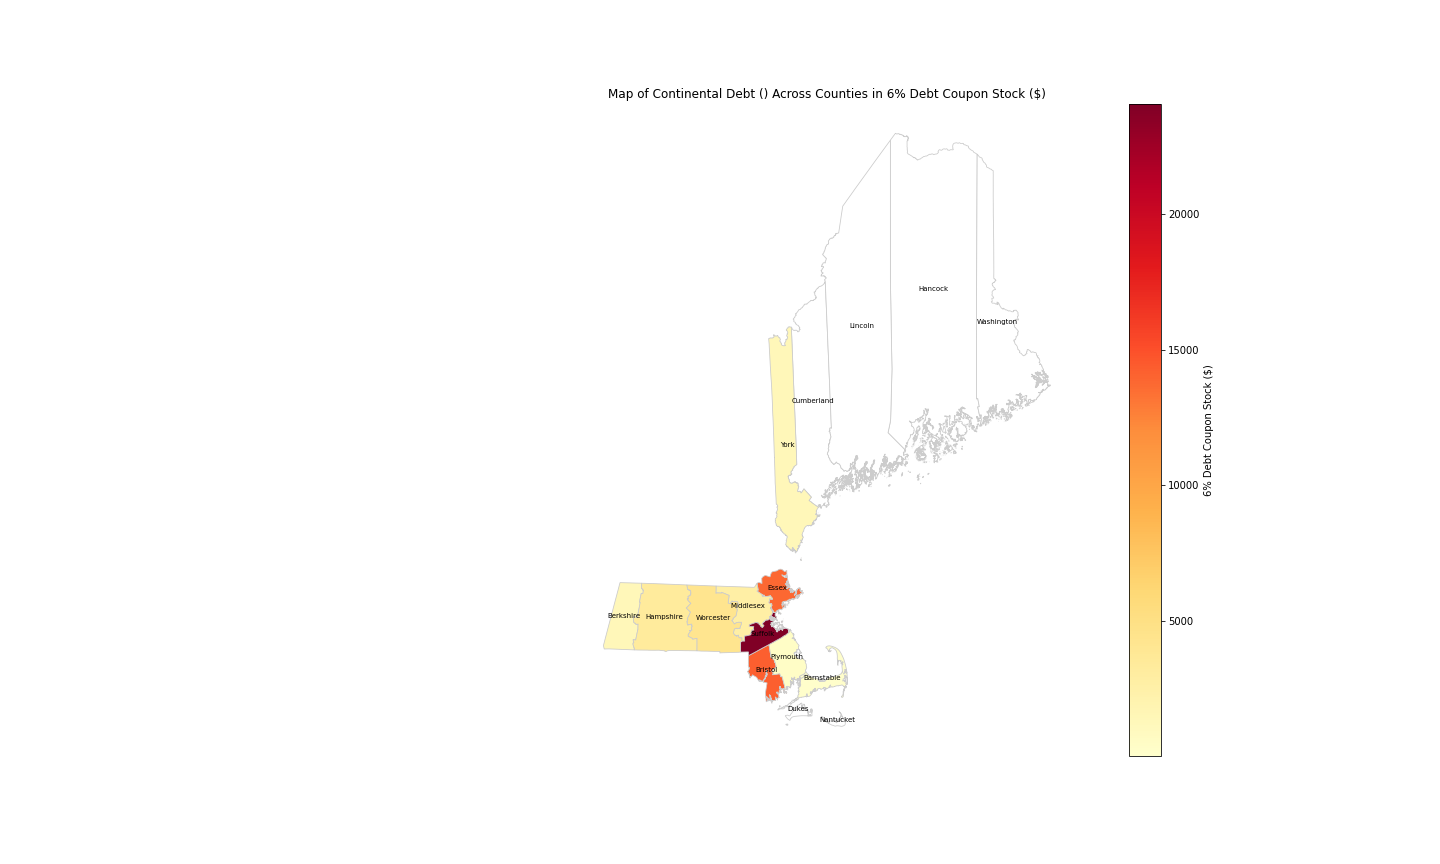 Map of Continental Debt () Across Counties in 6% Debt Coupon Stock ($)
20000
Hancock
Washington
Lincoln
15000
6% Debt Coupon Stock ($)
Cumberland
York
10000
Essex
Middlesex
Berkshire
Hampshire
Worcester
5000
Plymouth
Bristol
Barnstable
Dukes
Nantucket